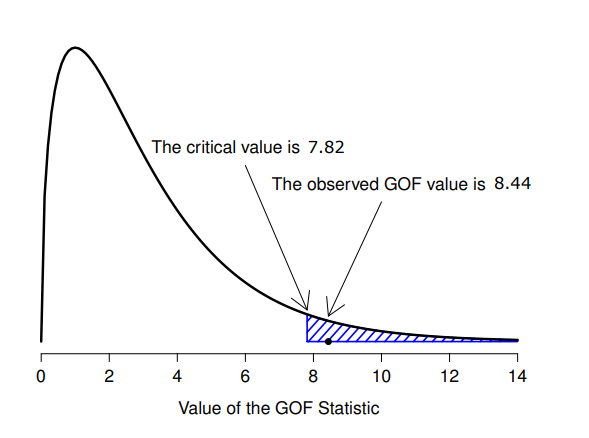 The critical value is 7.82
The observed GOF value is 8.44
0 2 4 6 8 10 12 14
Value of the GOF Statistic